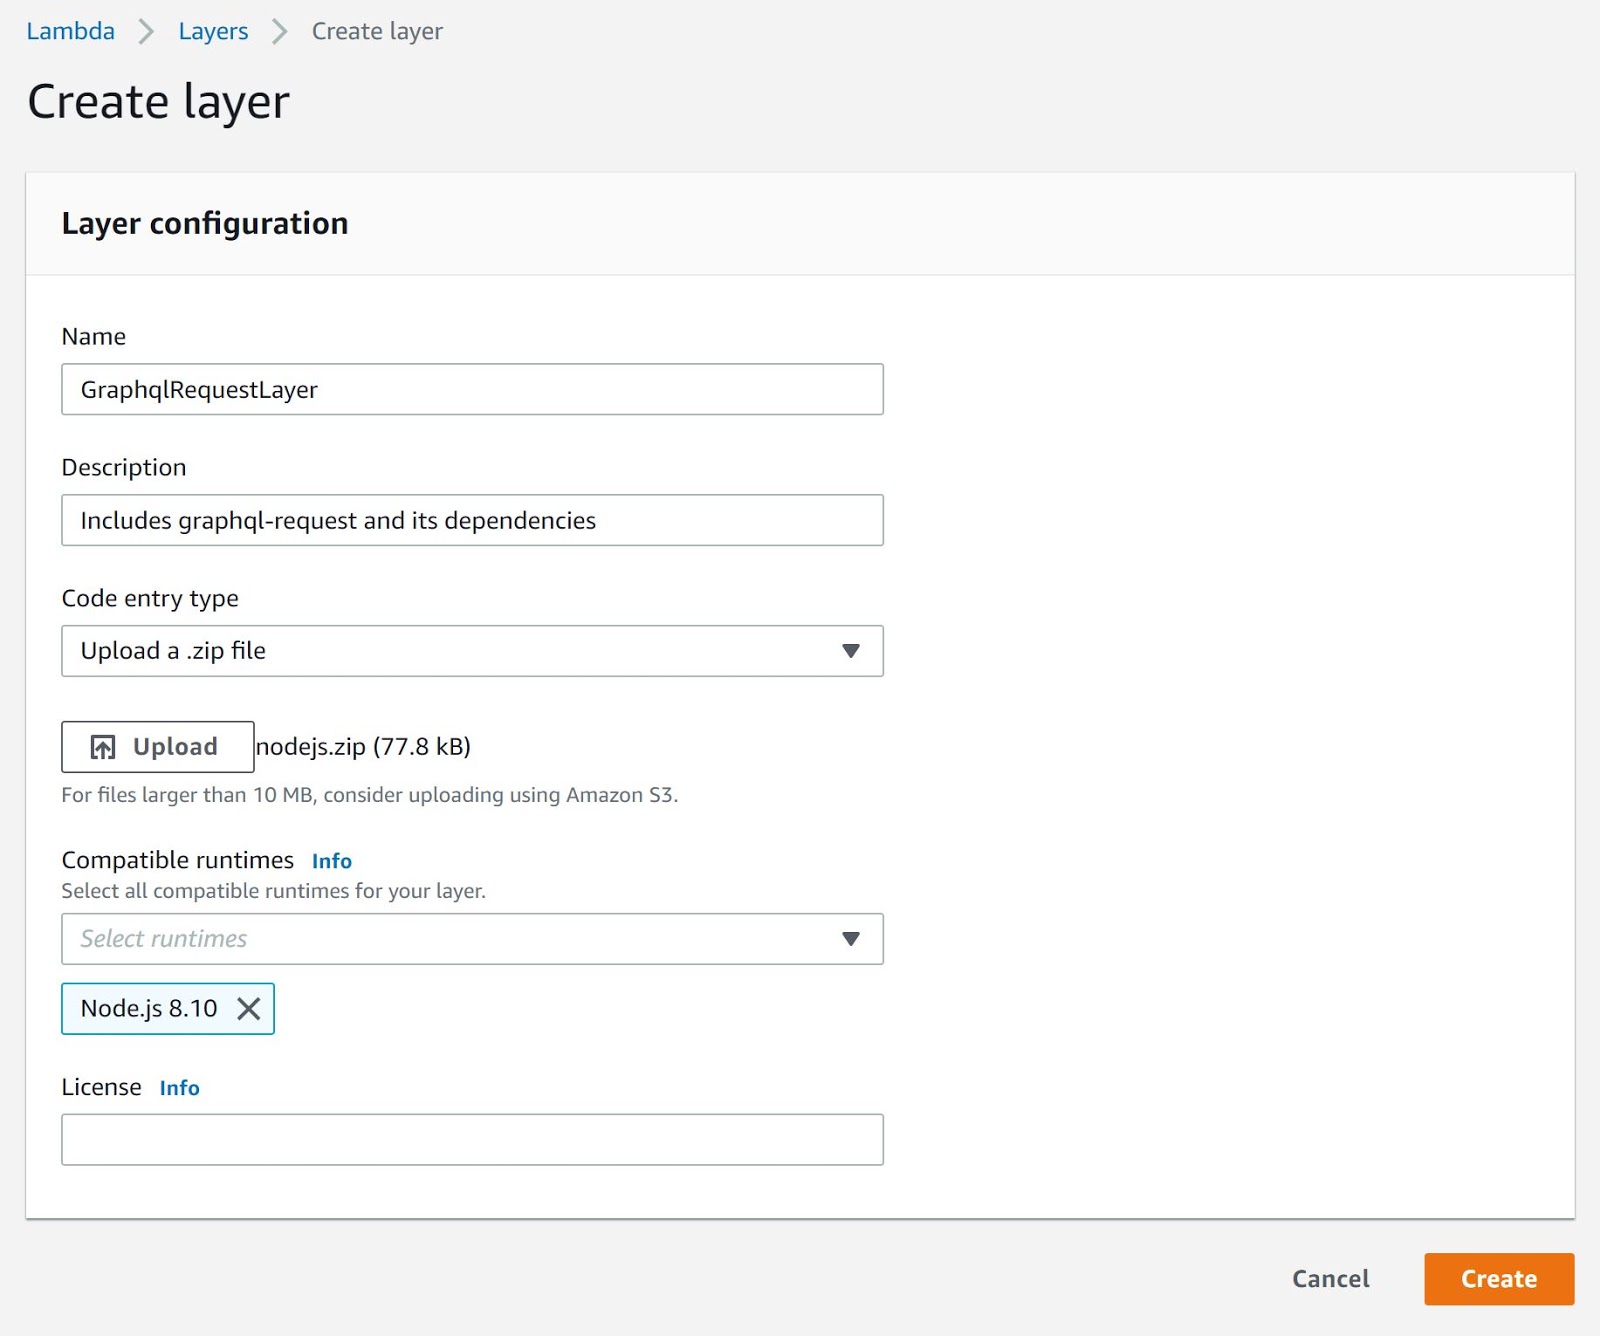 Lambda > Layers > Create layer
Create layer
Layer configuration
Name
GraphqlRequestLayer
Description
Includes graphql-request and its dependencies
Code entry type
Upload a .zip file
Upload nodejs.zip (77.8 kB)
For files larger than 10 MB, consider uploading using Amazon S3.
Compatible runtimes Info
Select all compatible runtimes for your layer.
Select runtimes
Node.js 8.10
License Info
Cancel Create